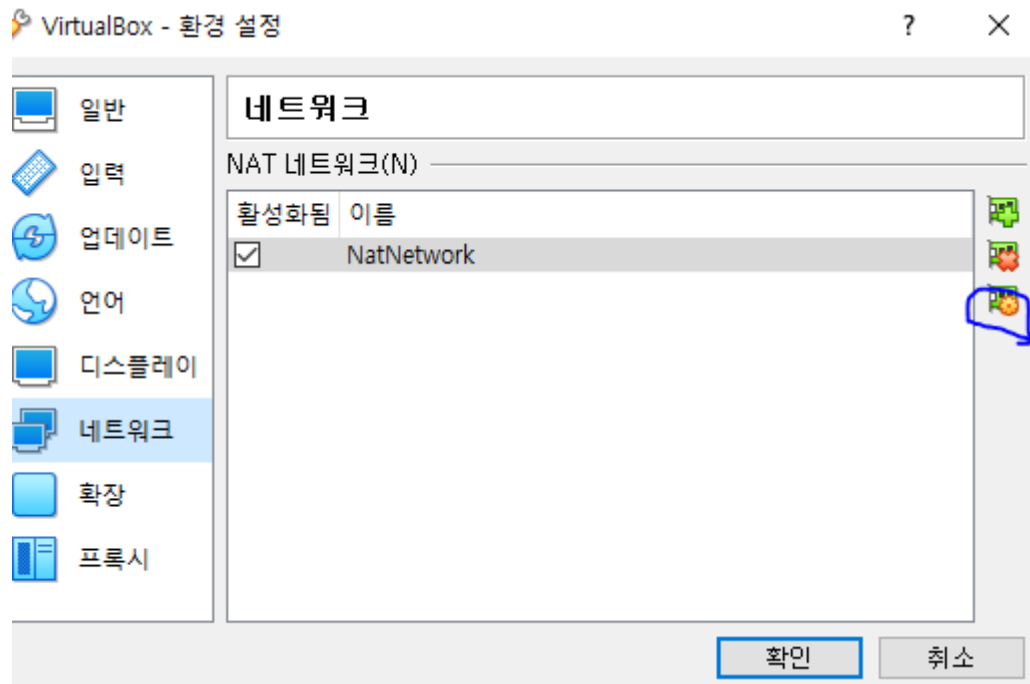 VirtualBox - 환경 설정 ?
일반
입력
업데이트
언어
디스플레이
네트워크
확장
프록시
네트워크
NAT 네트워크(N)
활성화됨 이름
NatNetwork
확인 취소